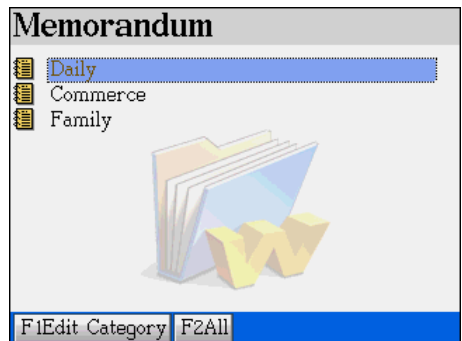 Memorandum
Daily
Commerce
Family
F1Edit Category F2All